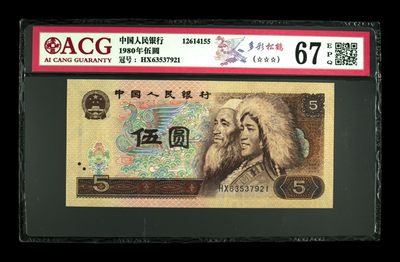 ACG
AI CANG GUARANTY
中国人民银行
1980年伍圆
冠号：HX63537921
12614155
多彩松鹤
(☆☆☆)
67
EPQ
中国人民银行
5
伍圆
5
HX63537921
5